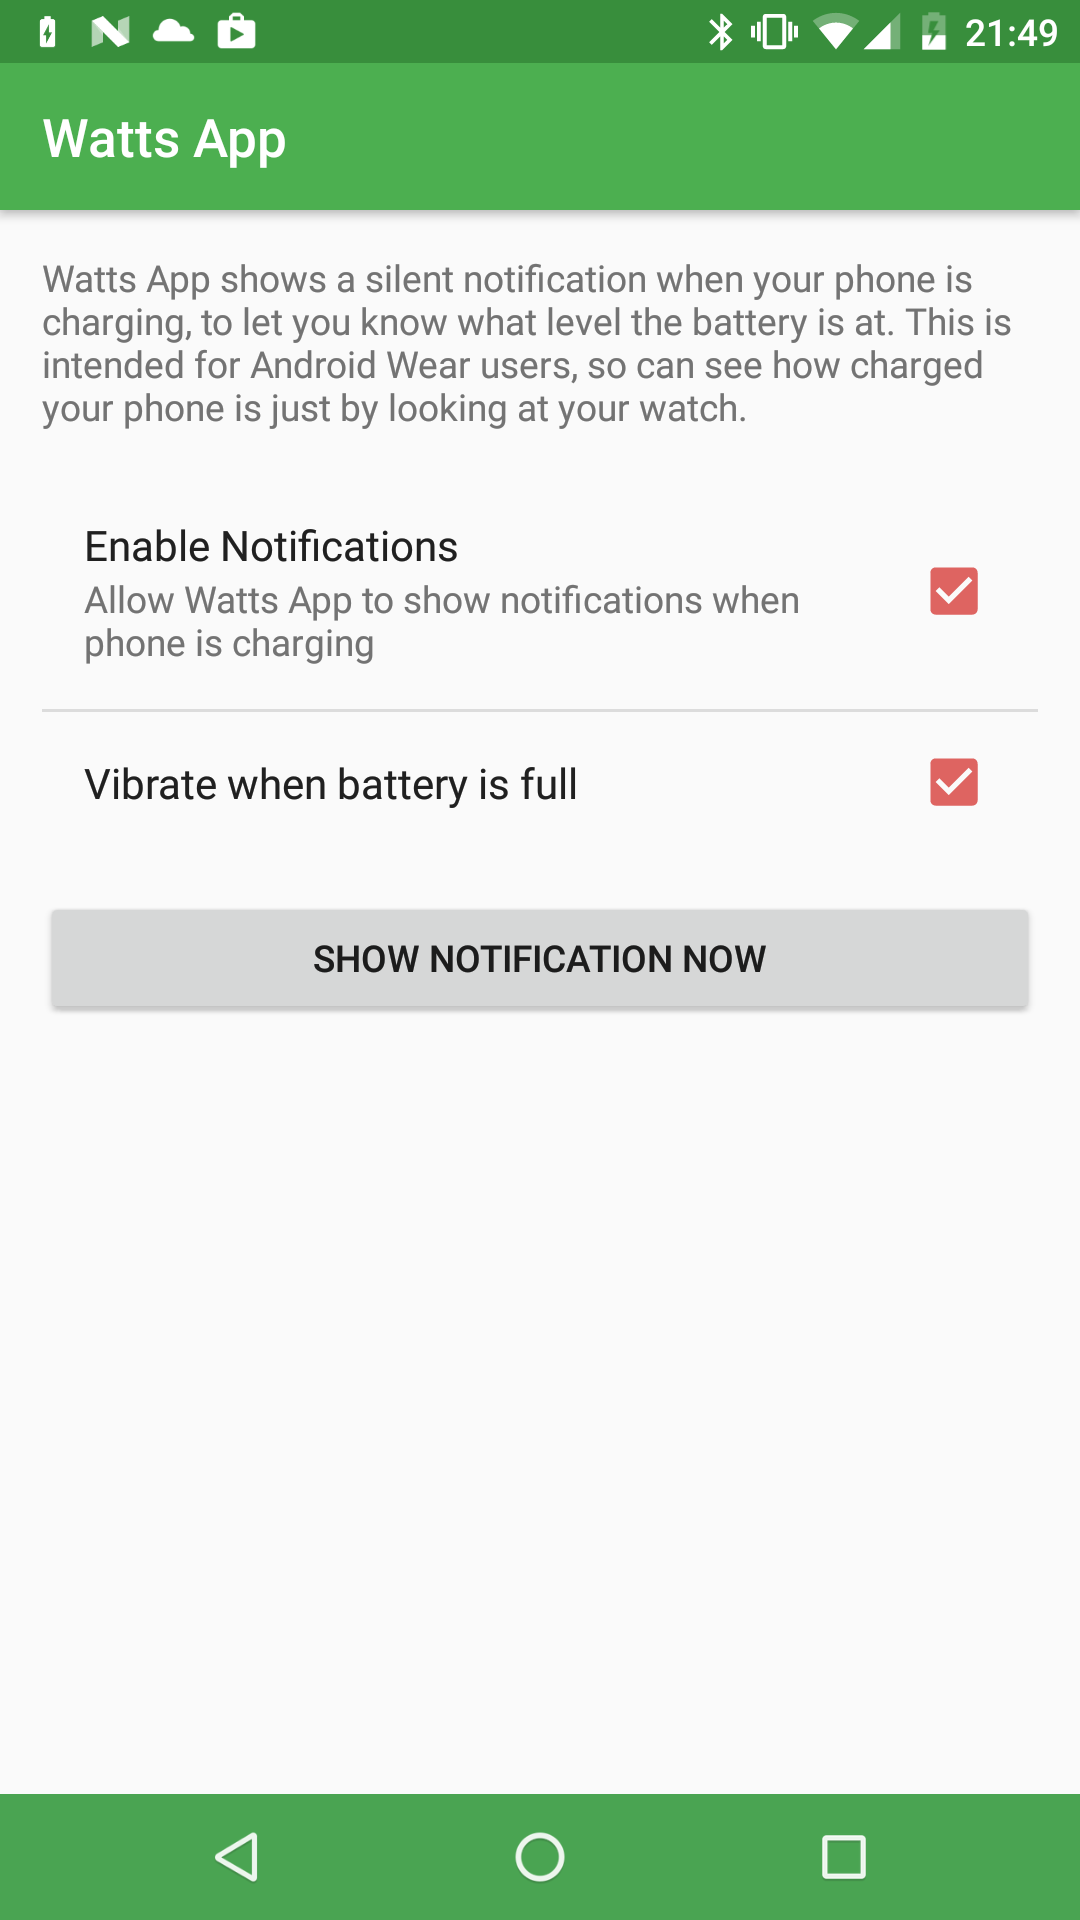 21:49
Watts App
Watts App shows a silent notification when your phone is
charging, to let you know what level the battery is at. This is
intended for Android Wear users, so can see how charged
your phone is just by looking at your watch.
Enable Notifications
Allow Watts App to show notifications when
phone is charging
Vibrate when battery is full
SHOW NOTIFICATION NOW